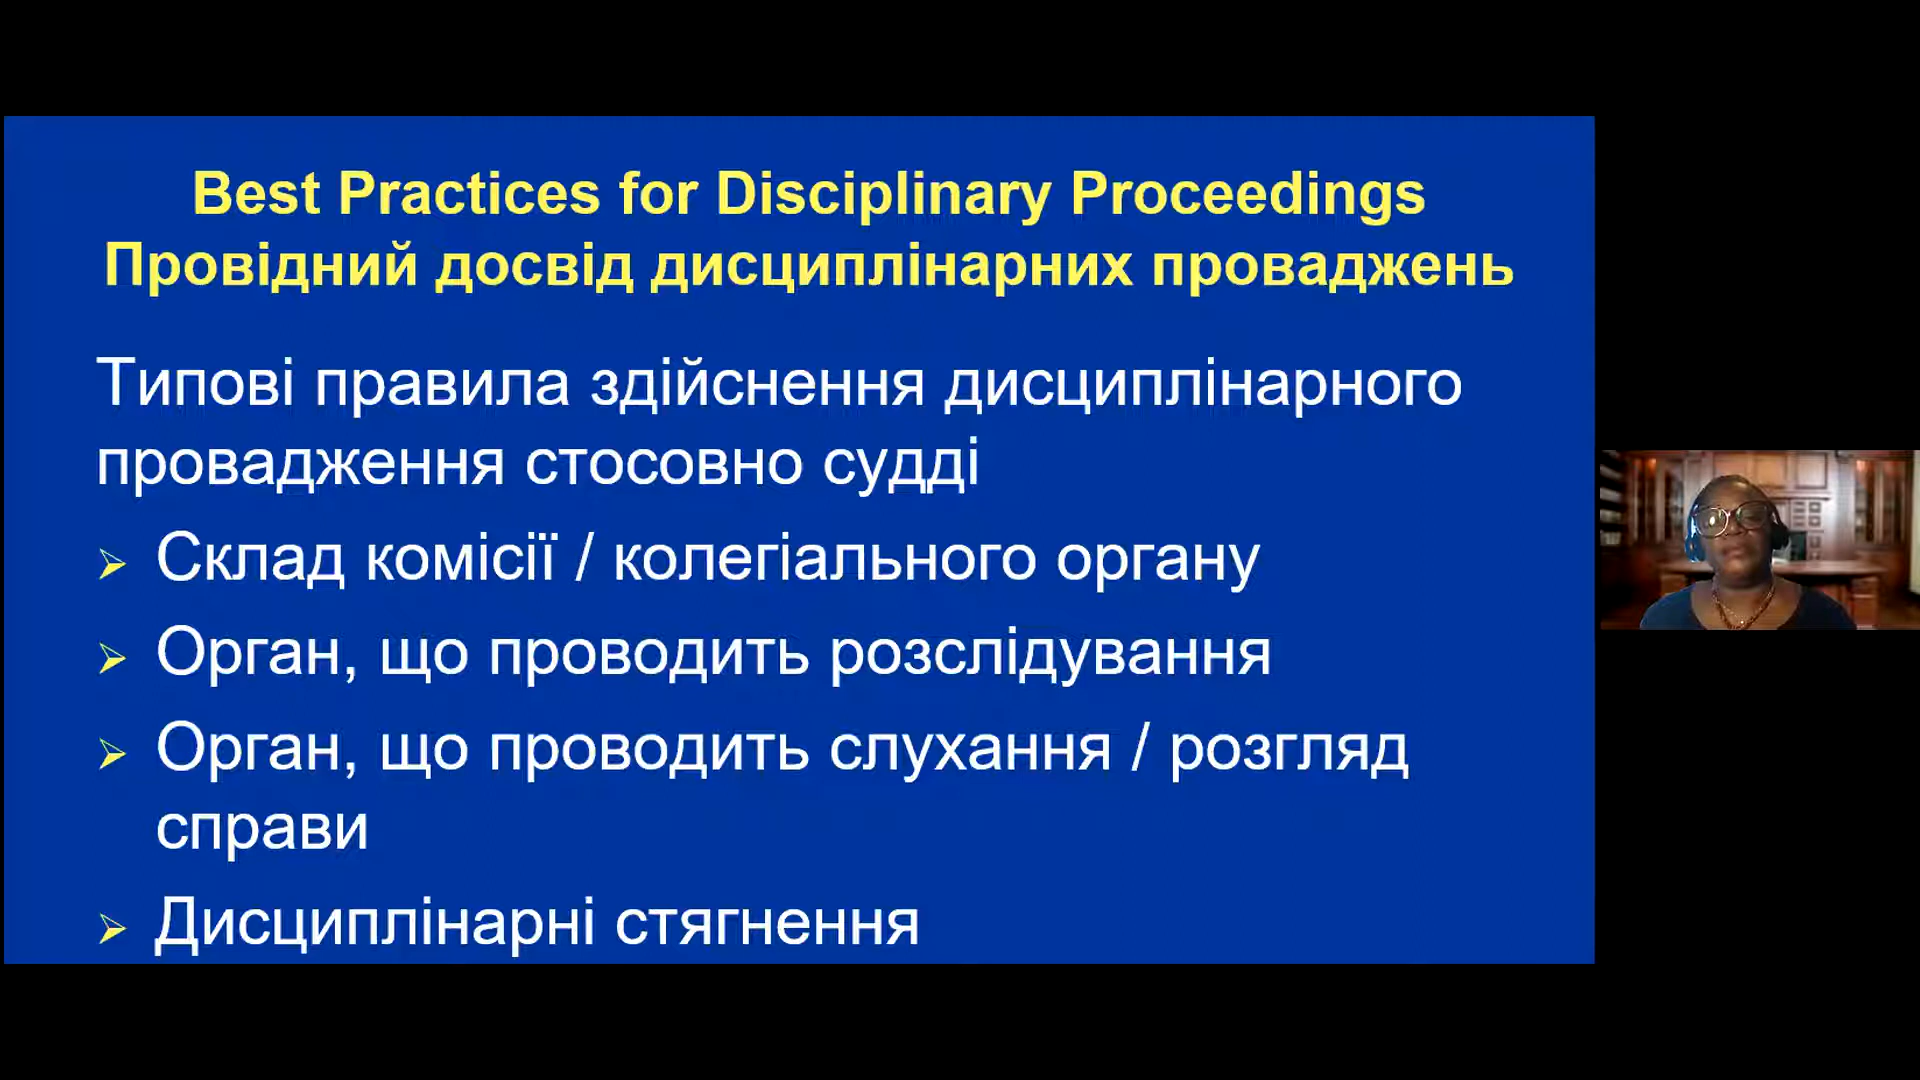 Best Practices for Disciplinary Proceedings
Провідний досвід дисциплінарних проваджень
Типові правила здійснення дисциплінарного
провадження стосовно судді
Склад комісії / колегіального органу
Орган, що проводить розслідування
Орган, що проводить слухання / розгляд
справи
Дисциплінарні стягнення